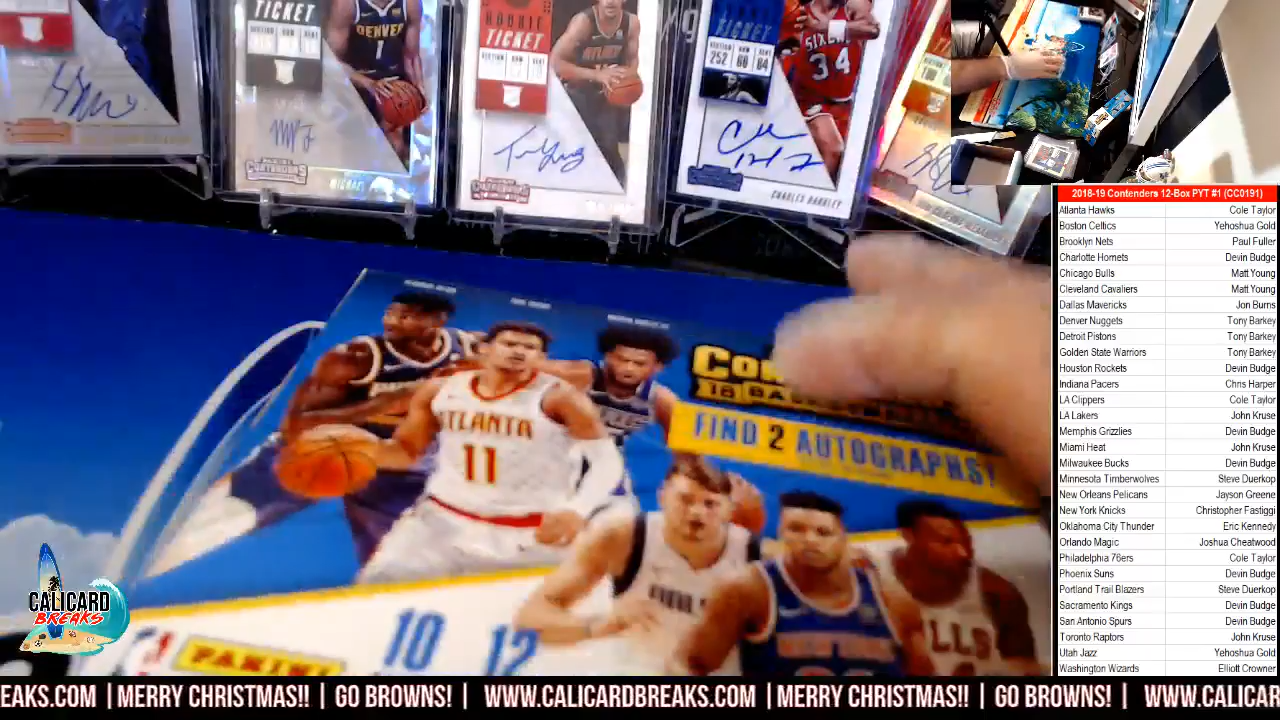 TICKET
DENVER
1
CONTENDERS
MICHAEL
ROOKIE
TICKET
ATLANTA
CONTENDERS
TICKET
252 60 84
SIXERS
34
CHARLES BARKLEY
ATLANTA
11
FIND 2 AUTOGRAPHS!
PANINI
10 12
CALICARD
BREAKS
2018-19 Contenders 12-Box PYT #1 (CC0191)
Atlanta Hawks Cole Taylor
Boston Celtics Yehoshua Gold
Brooklyn Nets Paul Fuller
Charlotte Hornets Devin Budge
Chicago Bulls Matt Young
Cleveland Cavaliers Matt Young
Dallas Mavericks Jon Burns
Denver Nuggets Tony Barkey
Detroit Pistons Tony Barkey
Golden State Warriors Tony Barkey
Houston Rockets Devin Budge
Indiana Pacers Chris Harper
LA Clippers Cole Taylor
LA Lakers John Kruse
Memphis Grizzlies Devin Budge
Miami Heat John Kruse
Milwaukee Bucks Devin Budge
Minnesota Timberwolves Steve Duerkop
New Orleans Pelicans Jayson Greene
New York Knicks Christopher Fastiggi
Oklahoma City Thunder Eric Kennedy
Orlando Magic Joshua Cheatwood
Philadelphia 76ers Cole Taylor
Phoenix Suns Devin Budge
Portland Trail Blazers Steve Duerkop
Sacramento Kings Devin Budge
San Antonio Spurs Devin Budge
Toronto Raptors John Kruse
Utah Jazz Yehoshua Gold
Washington Wizards Elliott Crowner
EAKS.COM | MERRY CHRISTMAS!! | GO BROWNS! | WWW.CALICARDBREAKS.COM | MERRY CHRISTMAS!! | GO BROWNS! | WWW.CALICAR